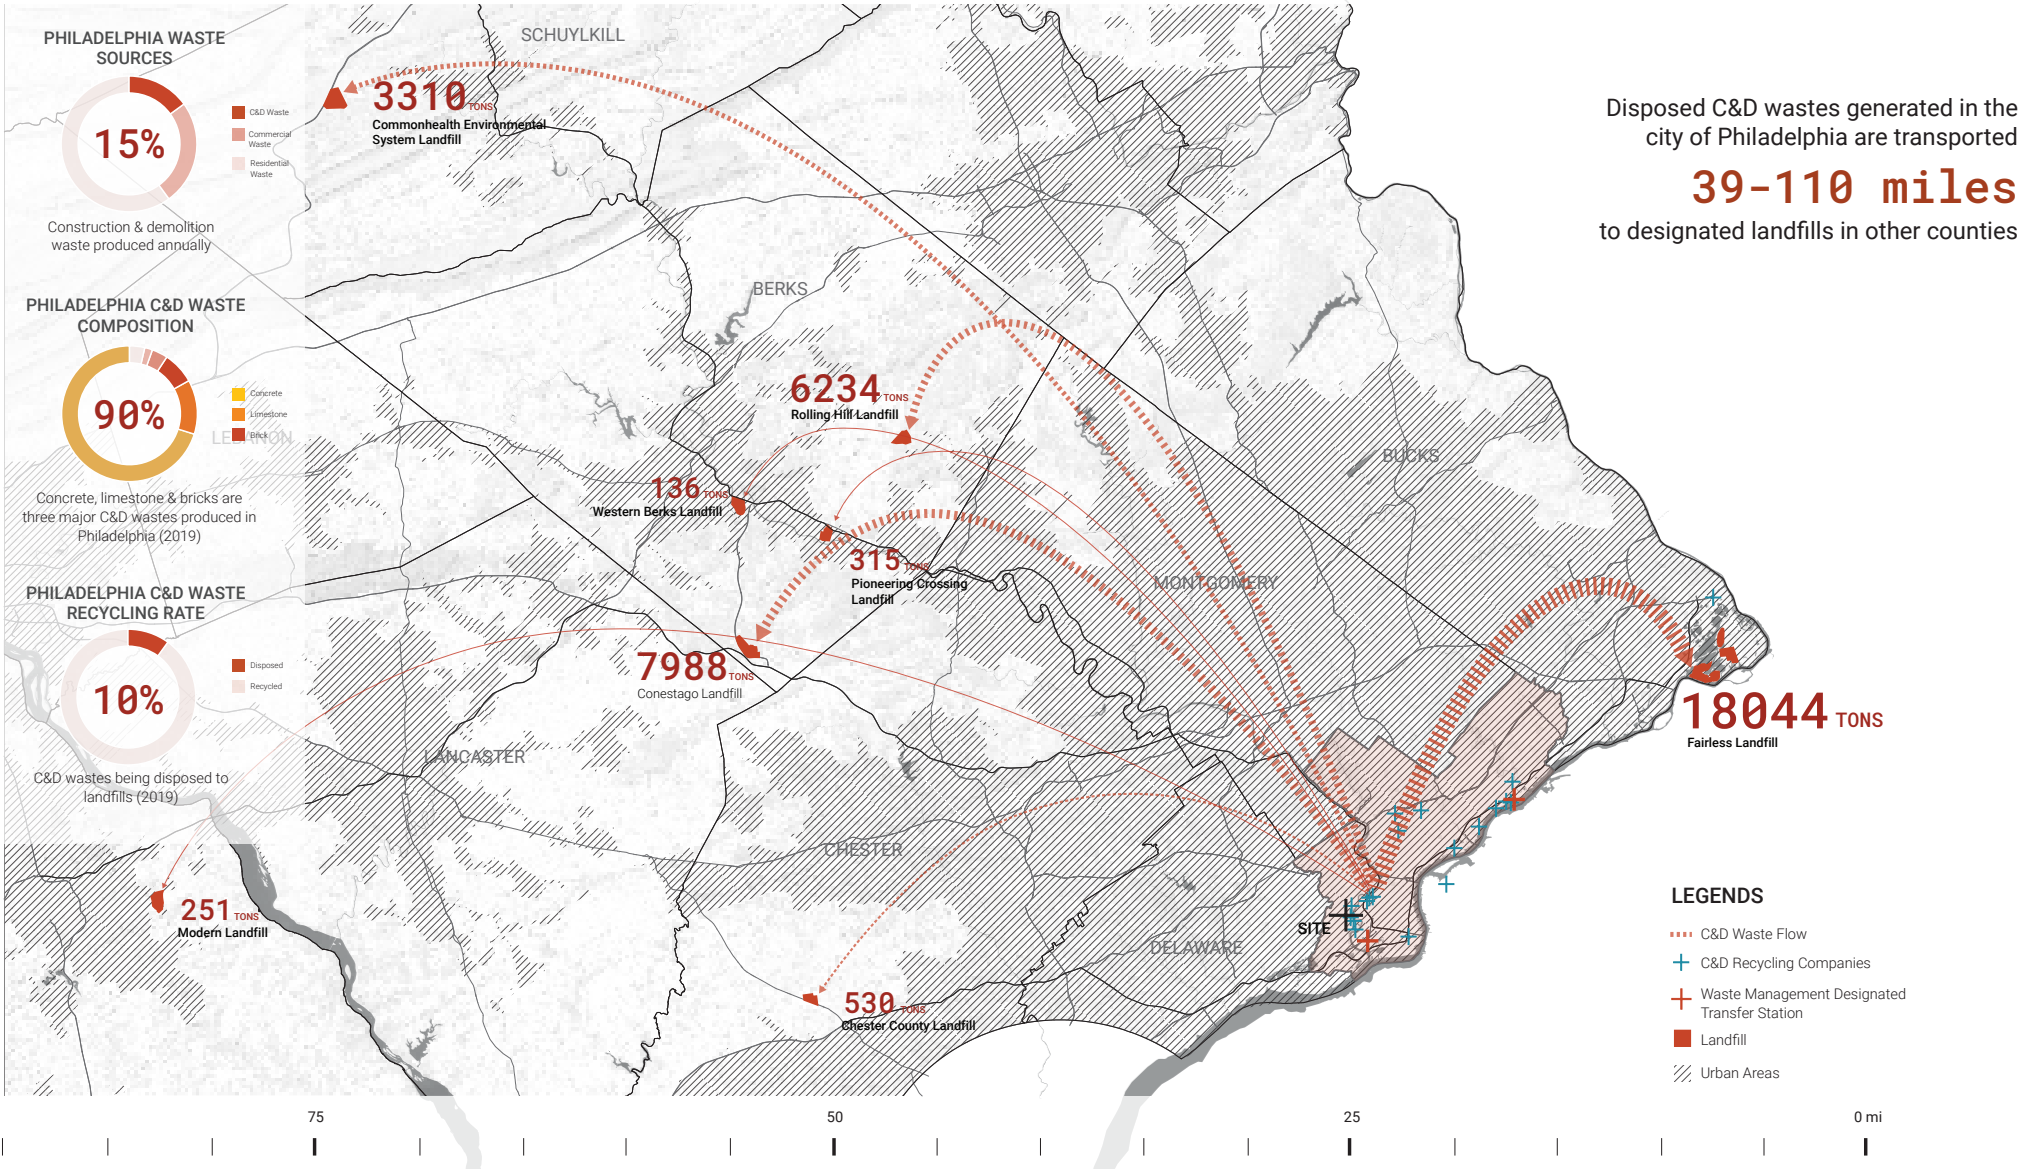 PHILADELPHIA WASTE
SOURCES
15%
C&D Waste
Commercial
Waste
Residential
Waste
Construction & demolition
waste produced annually
PHILADELPHIA C&D WASTE
COMPOSITION
90%
Concrete
Limestone
Brick
LEBANON
Concrete, limestone & bricks are
three major C&D wastes produced in
Philadelphia (2019)
PHILADELPHIA C&D WASTE
RECYCLING RATE
10%
Disposed
Recycled
C&D wastes being disposed to
landfills (2019)
SCHUYLKILL
3310 TONS
Commonhealth Environmental
System Landfill
BERKS
6234 TONS
Rolling Hill Landfill
136 TONS
Western Berks Landfill
315 TONS
Pioneering Crossing
Landfill
7988 TONS
Conestago Landfill
LANCASTER
251 TONS
Modern Landfill
CHESTER
530 TONS
Chester County Landfill
MONTGOMERY
BUCKS
DELAWARE
SITE
18044 TONS
Fairless Landfill
Disposed C&D wastes generated in the
city of Philadelphia are transported
39-110 miles
to designated landfills in other counties
LEGENDS
C&D Waste Flow
C&D Recycling Companies
Waste Management Designated
Transfer Station
Landfill
Urban Areas
75
50
25
0 mi